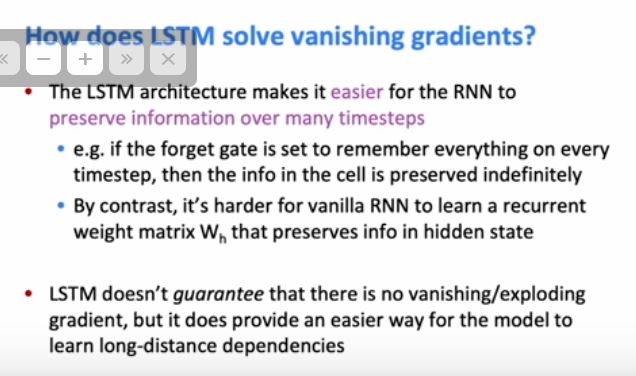 How does LSTM solve vanishing gradients?
« − + » ×
• The LSTM architecture makes it easier for the RNN to
preserve information over many timesteps
• e.g. if the forget gate is set to remember everything on every
timestep, then the info in the cell is preserved indefinitely
• By contrast, it's harder for vanilla RNN to learn a recurrent
weight matrix Wₕ that preserves info in hidden state
• LSTM doesn't guarantee that there is no vanishing/exploding
gradient, but it does provide an easier way for the model to
learn long-distance dependencies